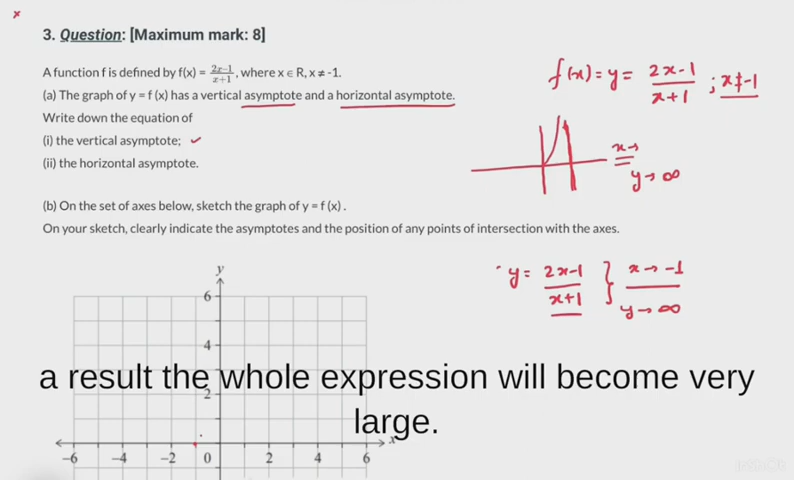 3. Question: [Maximum mark: 8]
A function f is defined by f(x) = \frac{2x-1}{x+1}, where x ∈ R, x ≠ -1.
f(x) = y = \frac{2x-1}{x+1} ; x ≠ -1
(a) The graph of y = f (x) has a vertical asymptote and a horizontal asymptote.
Write down the equation of
(i) the vertical asymptote; ✓
(ii) the horizontal asymptote.
x→
y→∞
(b) On the set of axes below, sketch the graph of y = f (x) .
On your sketch, clearly indicate the asymptotes and the position of any points of intersection with the axes.
y = \frac{2x-1}{x+1} } x→ -1
y→∞
y
6
4
2
a result the whole expression will become very
large.
x
-6 -4 -2 0 2 4 6